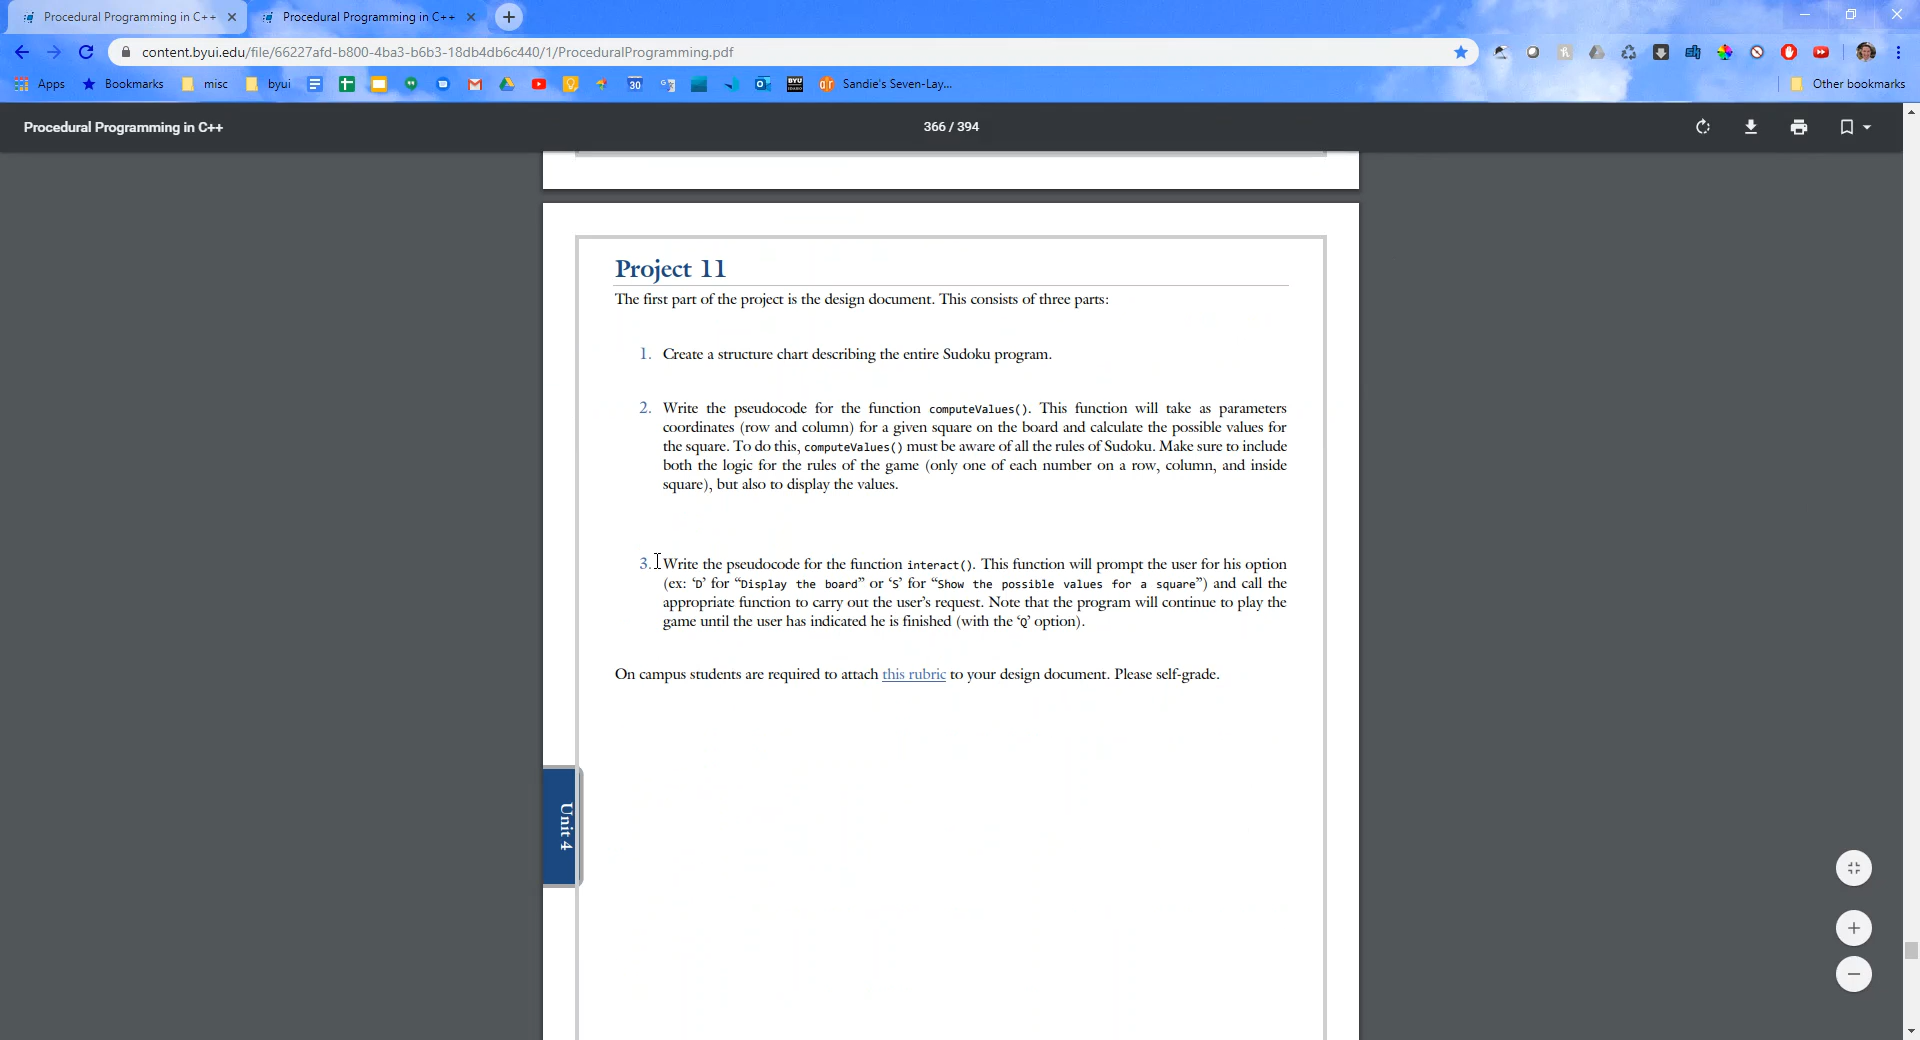 Procedural Programming in C++
Procedural Programming in C++
content.byui.edu/file/66227afd-b800-4ba3-b6b3-18db4db6c440/1/ProceduralProgramming.pdf
Apps Bookmarks misc byui 30 BYU IDAHO Sandie's Seven-Lay... Other bookmarks
Procedural Programming in C++ 366 / 394
Project 11
The first part of the project is the design document. This consists of three parts:
1. Create a structure chart describing the entire Sudoku program.
2. Write the pseudocode for the function computeValues(). This function will take as parameters
coordinates (row and column) for a given square on the board and calculate the possible values for
the square. To do this, computeValues() must be aware of all the rules of Sudoku. Make sure to include
both the logic for the rules of the game (only one of each number on a row, column, and inside
square), but also to display the values.
3. Write the pseudocode for the function interact(). This function will prompt the user for his option
(ex: ‘D’ for “Display the board” or ‘S’ for “Show the possible values for a square”) and call the
appropriate function to carry out the user’s request. Note that the program will continue to play the
game until the user has indicated he is finished (with the ‘Q’ option).
On campus students are required to attach this rubric to your design document. Please self-grade.
Unit 4